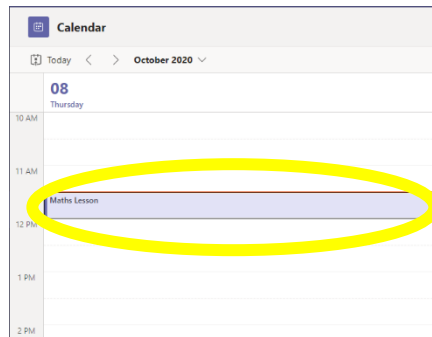 Calendar
Today < > October 2020
08
Thursday
10 AM
11 AM
Maths Lesson
12 PM
1 PM
2 PM